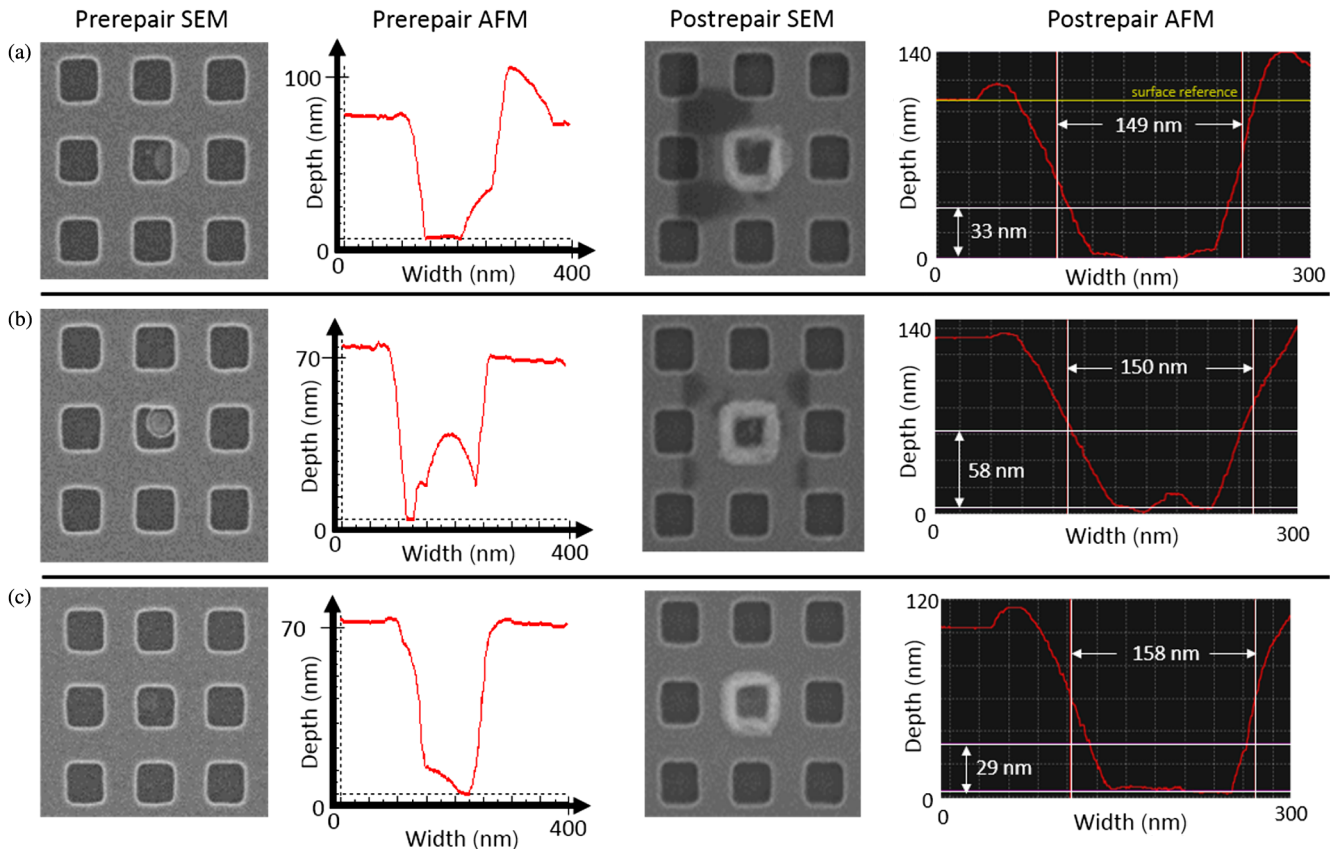 Prerepair SEM Prerepair AFM Postrepair SEM Postrepair AFM
(a)
100
Depth (nm)
0
0
Width (nm)
400
140
surface reference
149 nm
Depth (nm)
33 nm
0
0
Width (nm)
300
(b)
70
Depth (nm)
0
0
Width (nm)
400
140
150 nm
Depth (nm)
58 nm
0
0
Width (nm)
300
(c)
70
Depth (nm)
0
0
Width (nm)
400
120
158 nm
Depth (nm)
29 nm
0
0
Width (nm)
300